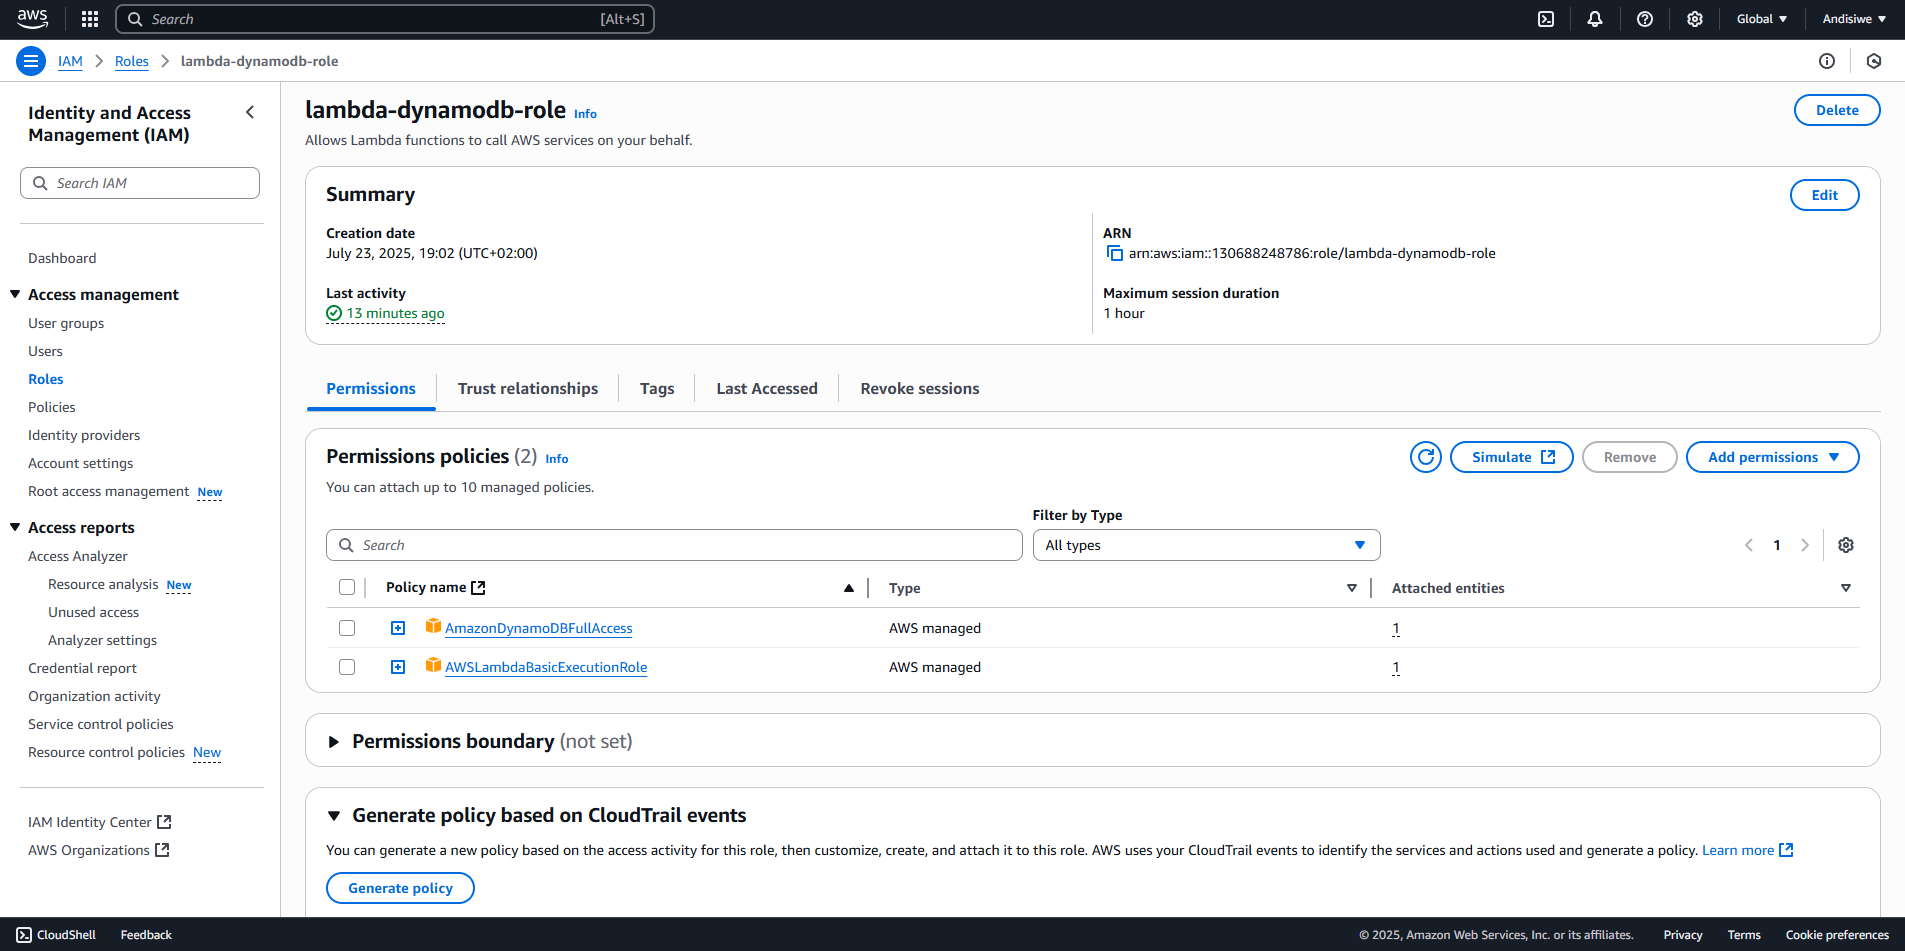 aws
Search [Alt+S]
Global
Andisiwe
IAM
Roles
lambda-dynamodb-role
Identity and Access
Management (IAM)
Search IAM
Dashboard
Access management
User groups
Users
Roles
Policies
Identity providers
Account settings
Root access management New
Access reports
Access Analyzer
Resource analysis New
Unused access
Analyzer settings
Credential report
Organization activity
Service control policies
Resource control policies New
IAM Identity Center
AWS Organizations
lambda-dynamodb-role Info
Delete
Allows Lambda functions to call AWS services on your behalf.
Summary
Edit
Creation date
July 23, 2025, 19:02 (UTC+02:00)
ARN
arn:aws:iam::130688248786:role/lambda-dynamodb-role
Last activity
13 minutes ago
Maximum session duration
1 hour
Permissions
Trust relationships
Tags
Last Accessed
Revoke sessions
Permissions policies (2) Info
Simulate
Remove
Add permissions
You can attach up to 10 managed policies.
Filter by Type
Search
All types
1
Policy name
Type
Attached entities
AmazonDynamoDBFullAccess
AWS managed
1
AWSLambdaBasicExecutionRole
AWS managed
1
Permissions boundary (not set)
Generate policy based on CloudTrail events
You can generate a new policy based on the access activity for this role, then customize, create, and attach it to this role. AWS uses your CloudTrail events to identify the services and actions used and generate a policy. Learn more
Generate policy
CloudShell
Feedback
© 2025, Amazon Web Services, Inc. or its affiliates.
Privacy
Terms
Cookie preferences